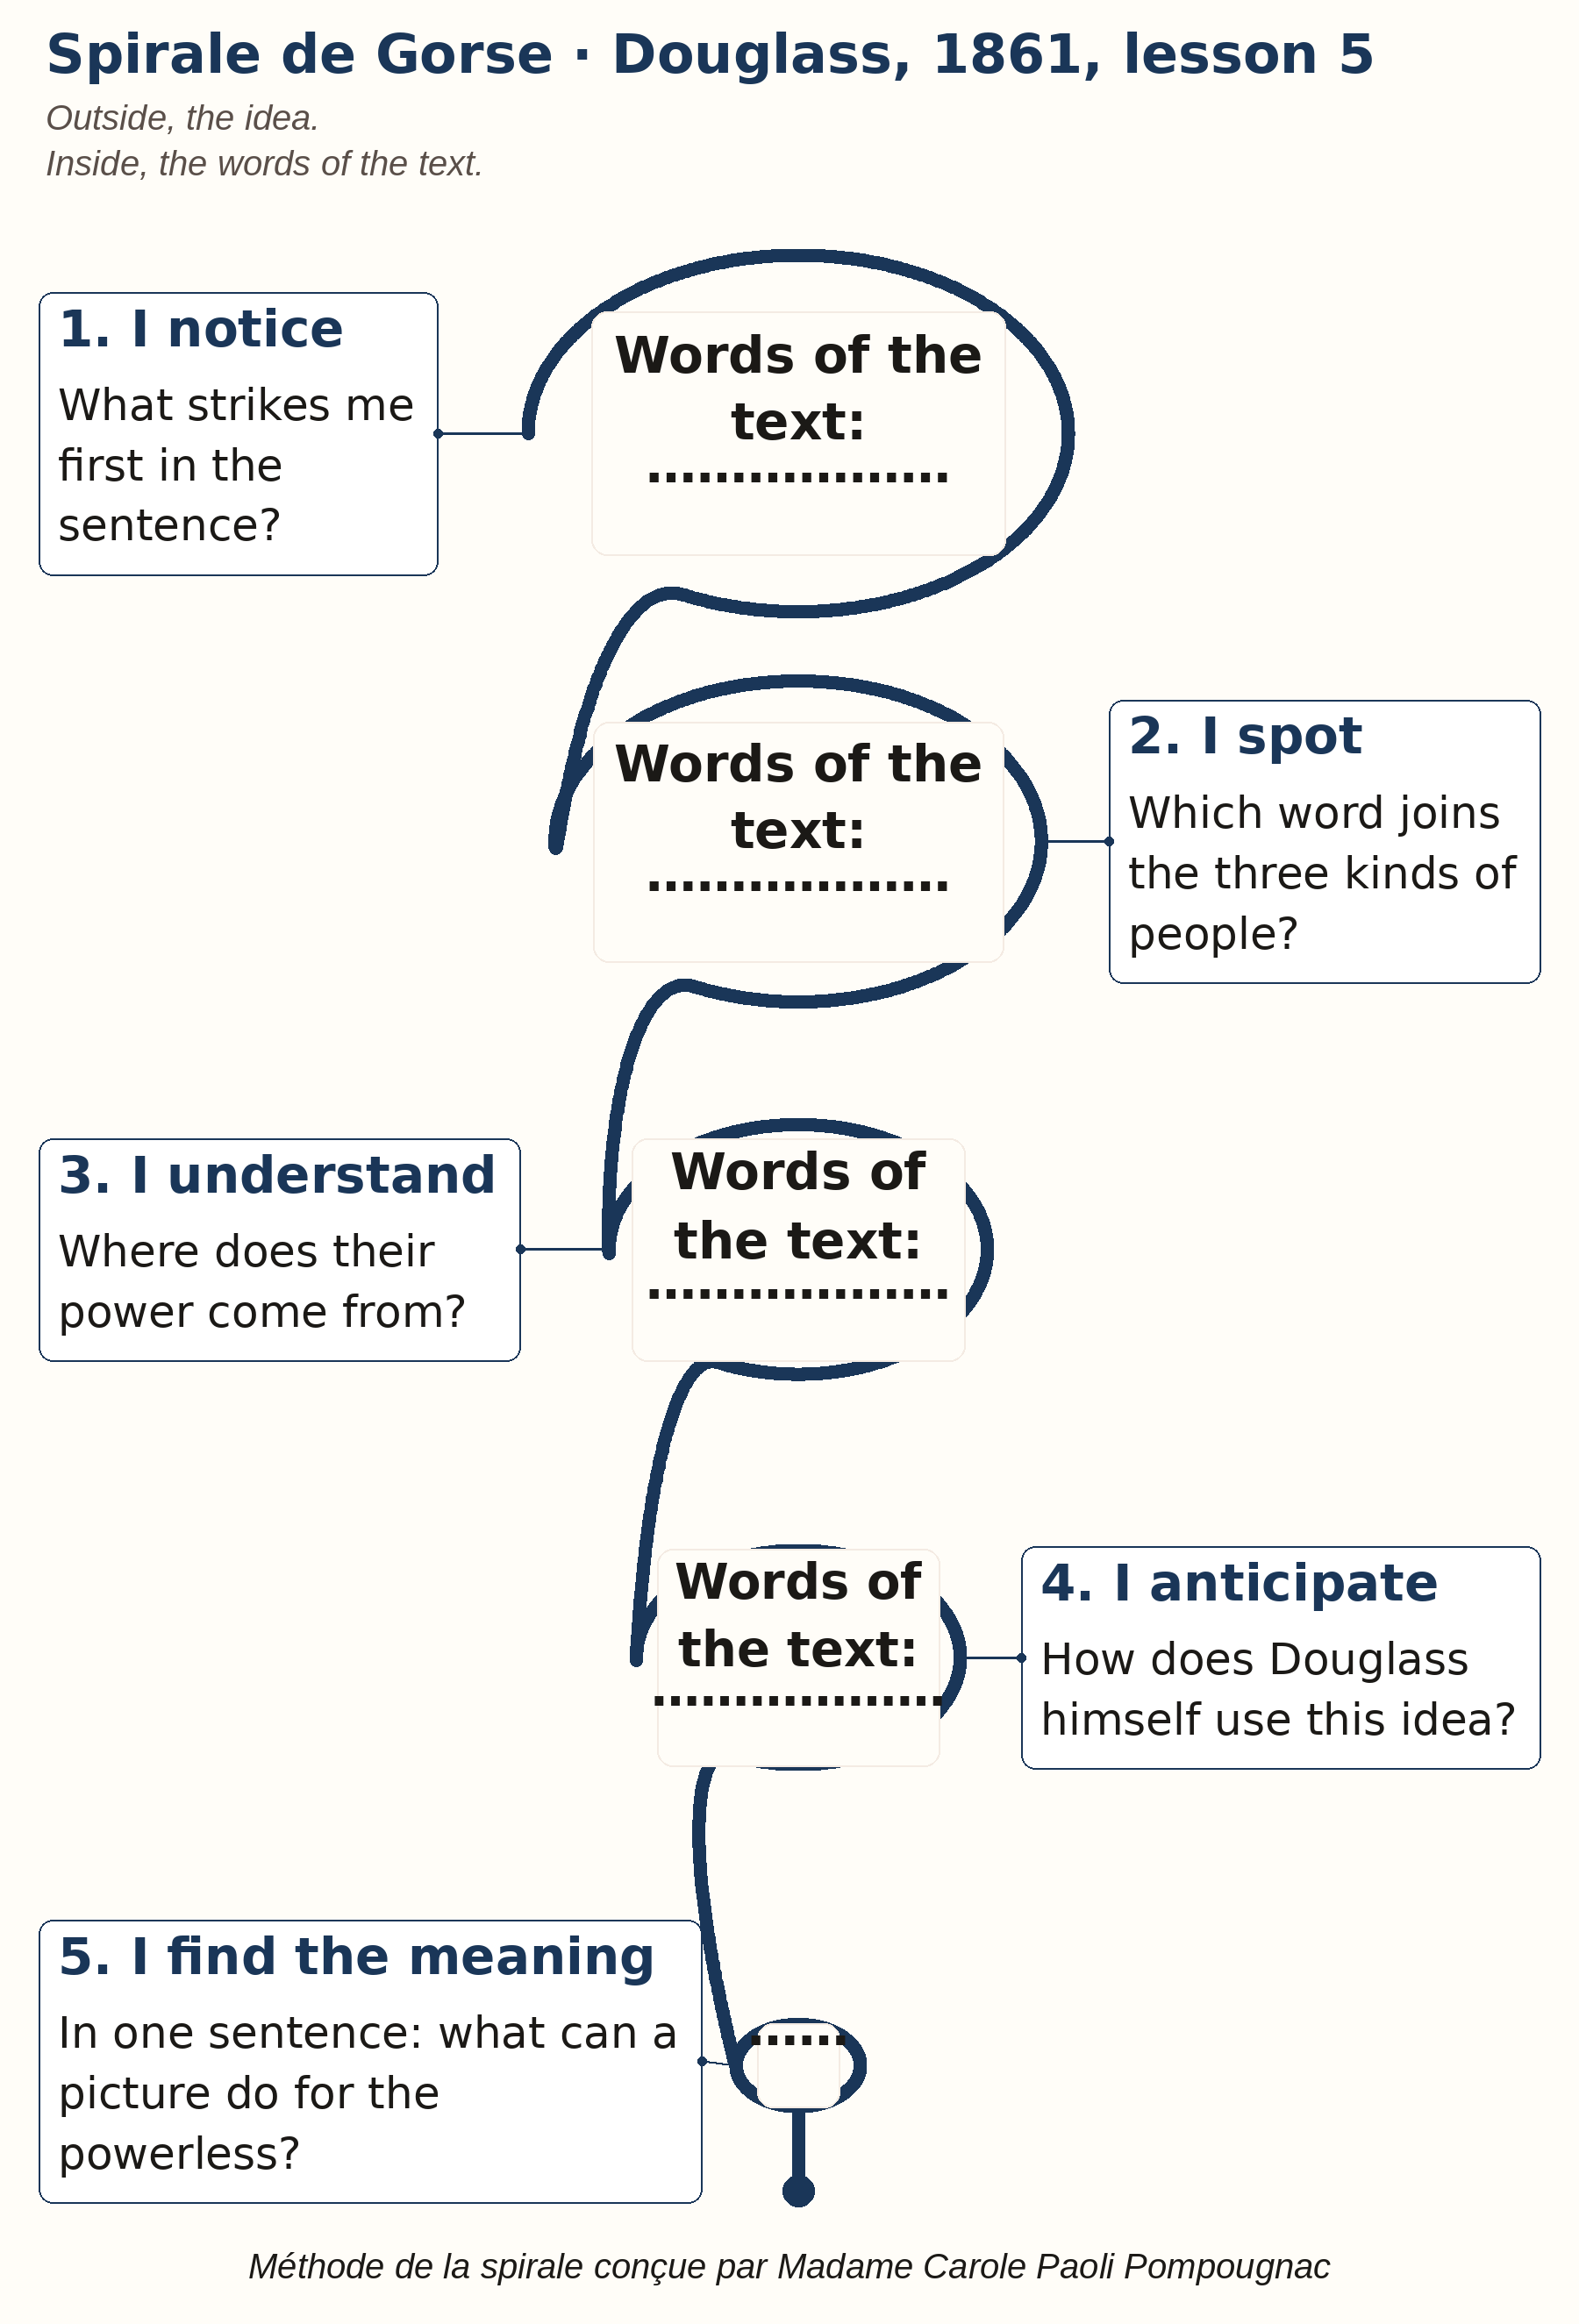 Spirale de Gorse · Douglass, 1861, lesson 5
Outside, the idea.
Inside, the words of the text.
1. I notice
What strikes me
first in the
sentence?
Words of the
text:
..................
2. I spot
Which word joins
the three kinds of
people?
Words of the
text:
..................
3. I understand
Where does their
power come from?
Words of
the text:
..................
4. I anticipate
How does Douglass
himself use this idea?
Words of
the text:
..................
5. I find the meaning
In one sentence: what can a
picture do for the
powerless?
......
Méthode de la spirale conçue par Madame Carole Paoli Pompougnac